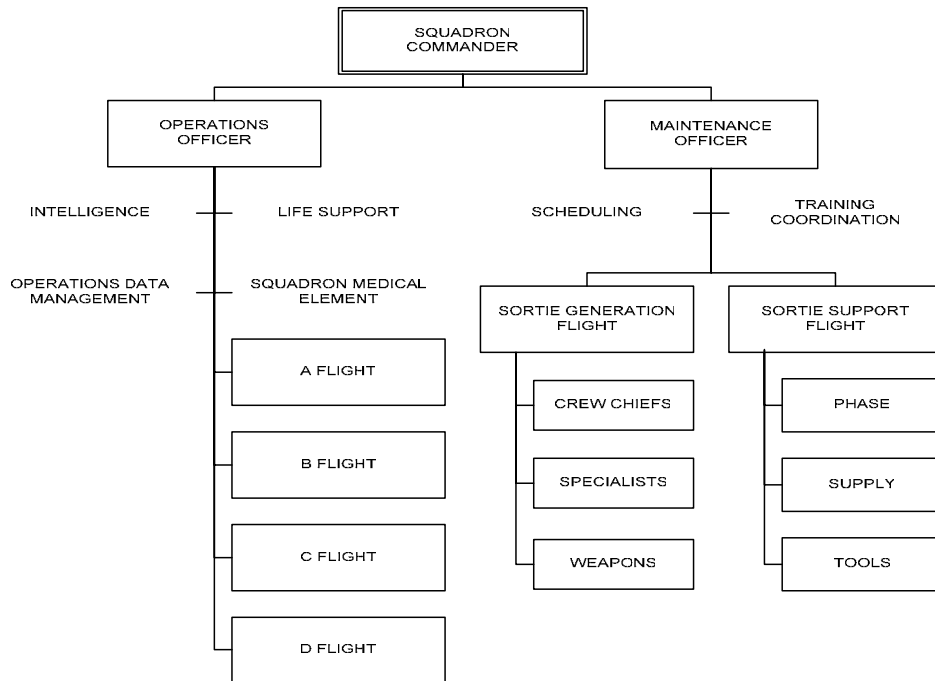 SQUADRON
COMMANDER
OPERATIONS
OFFICER
MAINTENANCE
OFFICER
INTELLIGENCE
LIFE SUPPORT
SCHEDULING
TRAINING
COORDINATION
OPERATIONS DATA
MANAGEMENT
SQUADRON MEDICAL
ELEMENT
SORTIE GENERATION
FLIGHT
SORTIE SUPPORT
FLIGHT
A FLIGHT
B FLIGHT
C FLIGHT
D FLIGHT
CREW CHIEFS
SPECIALISTS
WEAPONS
PHASE
SUPPLY
TOOLS